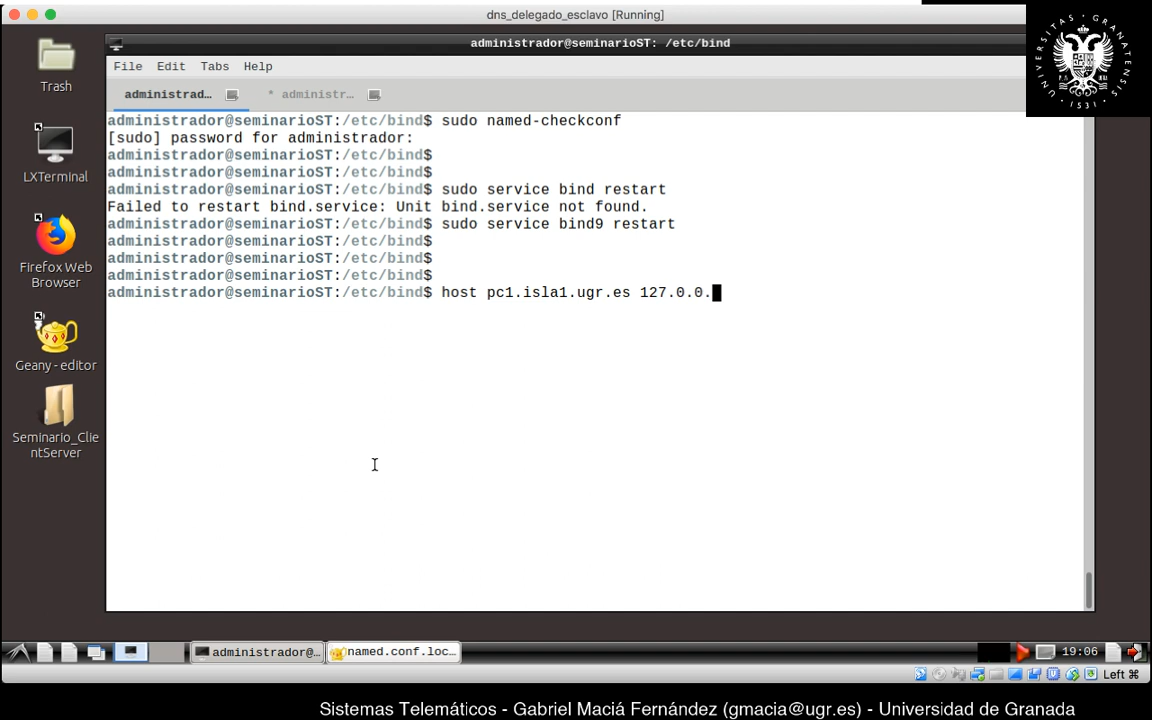 dns_delegado_esclavo [Running]
administrador@seminarioST: /etc/bind
UNIVERSITAS GRANATENSIS
1531
File Edit Tabs Help
administrad...
* administr...
administrador@seminarioST:/etc/bind$ sudo named-checkconf
[sudo] password for administrador:
administrador@seminarioST:/etc/bind$
administrador@seminarioST:/etc/bind$
administrador@seminarioST:/etc/bind$ sudo service bind restart
Failed to restart bind.service: Unit bind.service not found.
administrador@seminarioST:/etc/bind$ sudo service bind9 restart
administrador@seminarioST:/etc/bind$
administrador@seminarioST:/etc/bind$
administrador@seminarioST:/etc/bind$
administrador@seminarioST:/etc/bind$ host pc1.isla1.ugr.es 127.0.0.
Trash
LXTerminal
Firefox Web
Browser
Geany - editor
Seminario_Clie
ntServer
administrador@...
named.conf.loc...
19:06
Left ⌘
Sistemas Telemáticos - Gabriel Maciá Fernández (gmacia@ugr.es) - Universidad de Granada